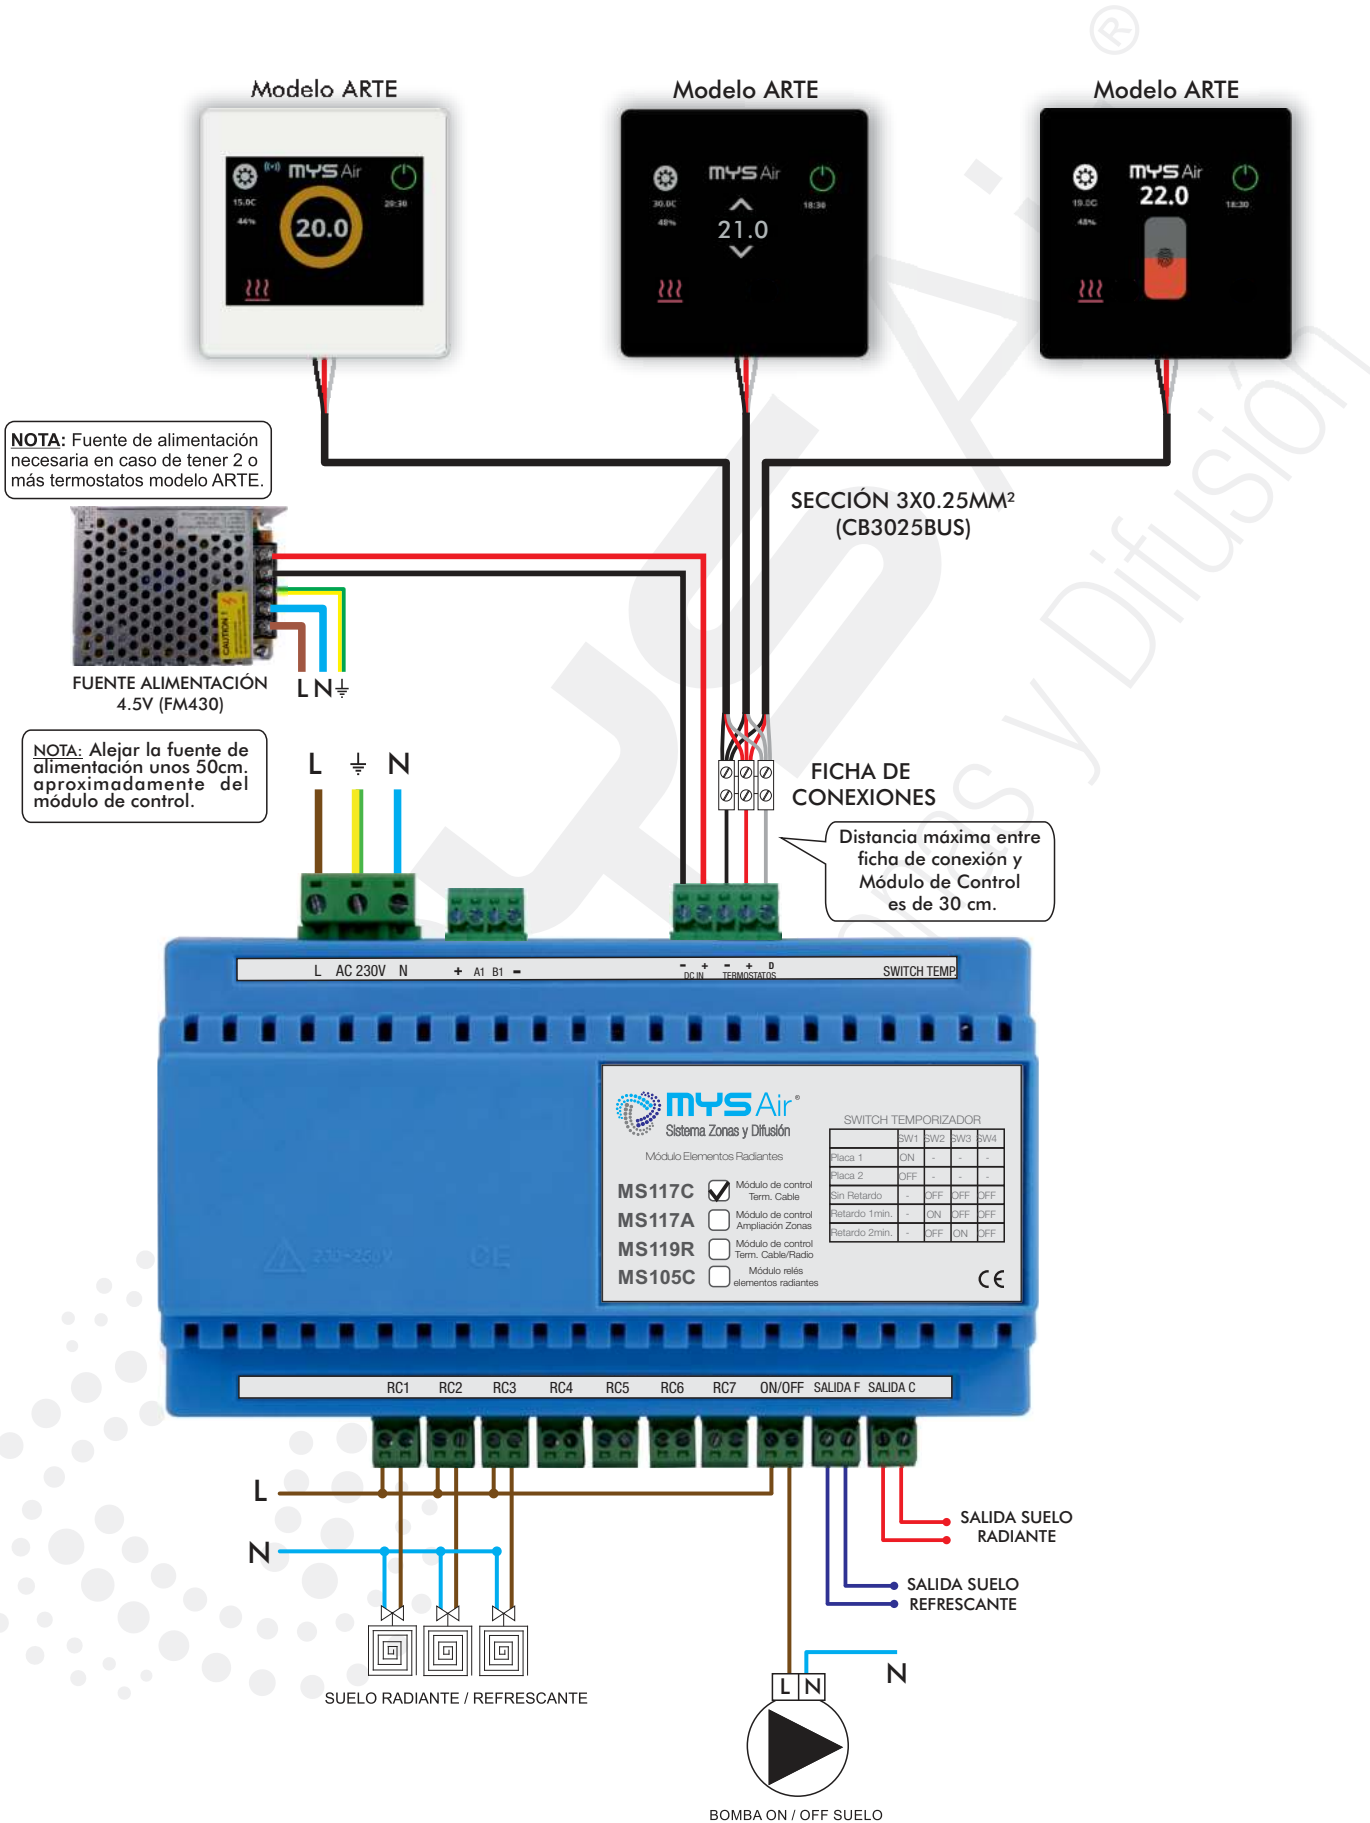 Modelo ARTE
Modelo ARTE
Modelo ARTE
mys Air
15.0C
20:30
44%
20.0
mys Air
30.0C
18:30
40%
21.0
mys Air
22.0
19.0C
18:30
48%
NOTA: Fuente de alimentación
necesaria en caso de tener 2 o
más termostatos modelo ARTE.
SECCIÓN 3X0.25MM²
(CB3025BUS)
CAUTION !
FUENTE ALIMENTACIÓN
4.5V (FM430)
L N
NOTA: Alejar la fuente de
alimentación unos 50cm.
aproximadamente del
módulo de control.
L N
FICHA DE
CONEXIONES
Distancia máxima entre
ficha de conexión y
Módulo de Control
es de 30 cm.
L AC 230V N
+ A1 B1 -
- + - + D
DC IN TERMOSTATOS
SWITCH TEMP.
mys Air®
Sistema Zonas y Difusión
Módulo Elementos Radiantes
MS117C Módulo de control
Term. Cable
MS117A Módulo de control
Ampliación Zonas
MS119R Módulo de control
Term. Cable/Radio
MS105C Módulo relés
elementos radiantes
SWITCH TEMPORIZADOR
SW1 SW2 SW3 SW4
Placa 1 ON - - -
Placa 2 OFF - - -
Sin Retardo - OFF OFF OFF
Retardo 1min. - ON OFF OFF
Retardo 2min. - OFF ON OFF
CE
230~250V CE
RC1 RC2 RC3 RC4 RC5 RC6 RC7 ON/OFF SALIDA F SALIDA C
L
N
SALIDA SUELO
RADIANTE
SALIDA SUELO
REFRESCANTE
SUELO RADIANTE / REFRESCANTE
N
L N
BOMBA ON / OFF SUELO